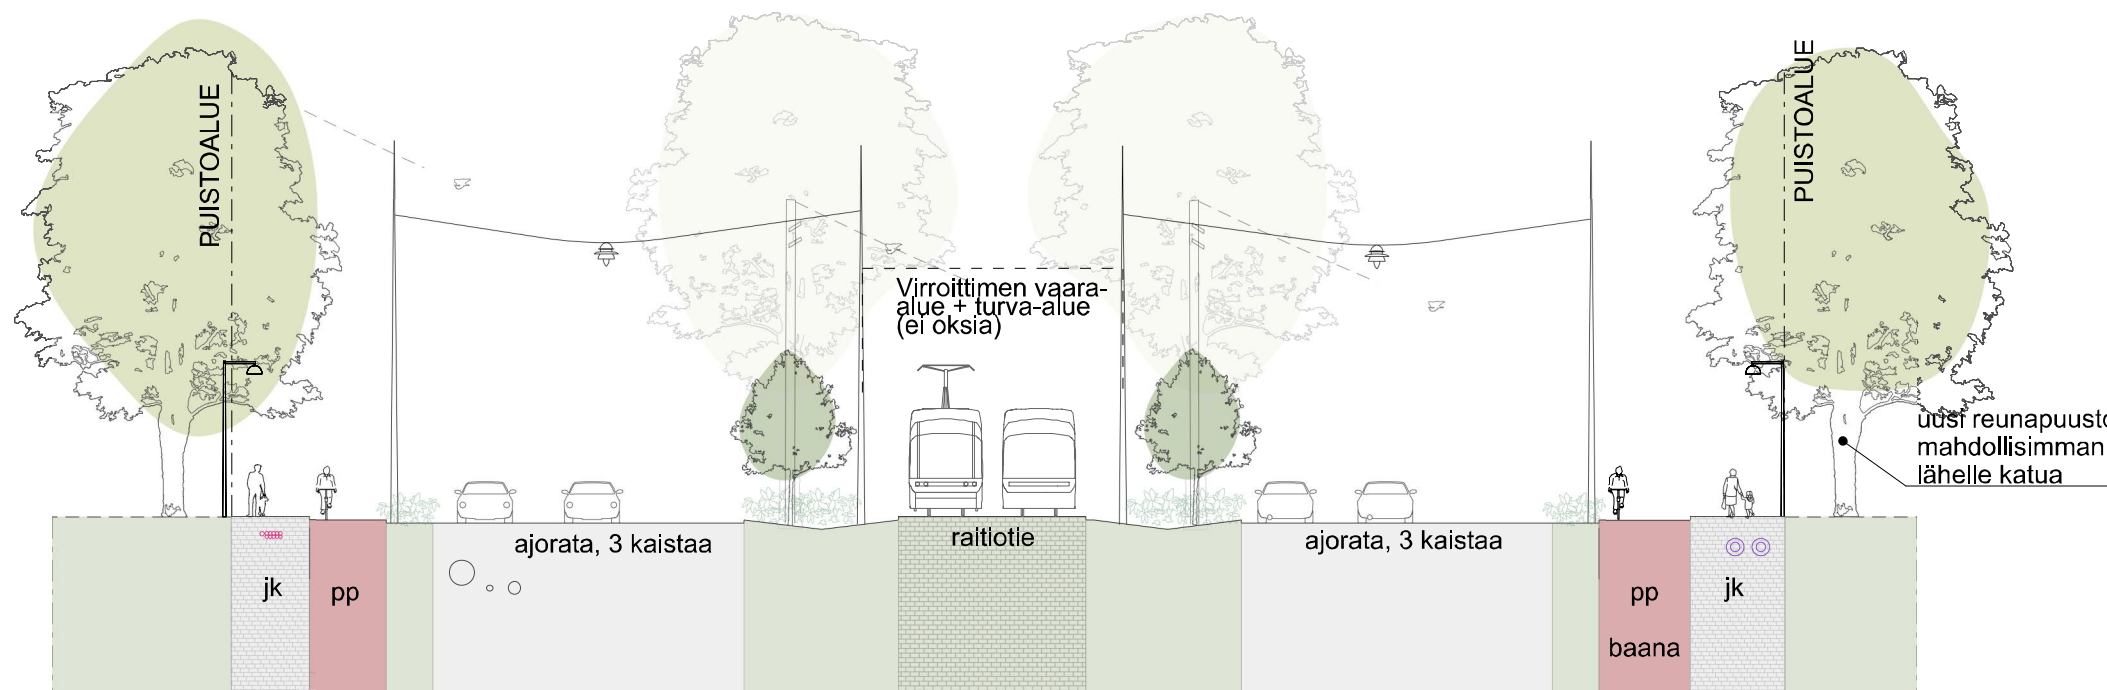 PUISTOALUE
PUISTOALUE
Virroittimen vaara-
alue + turva-alue
(ei oksia)
uusi reunapuusto
mahdollisimman
lähelle katua
ajorata, 3 kaistaa
raitiotie
ajorata, 3 kaistaa
jk
pp
pp
baana
jk